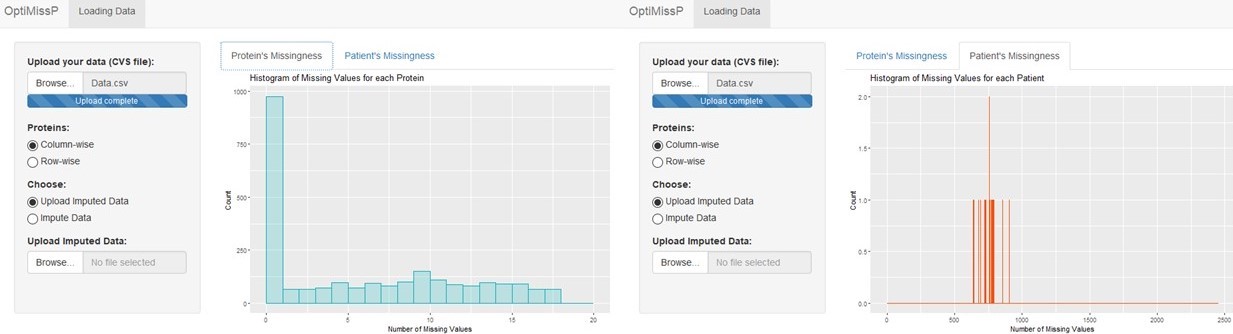 OptiMissP Loading Data
Upload your data (CVS file):
Browse... Data.csv
Upload complete
Proteins:
Column-wise
Row-wise
Choose:
Upload Imputed Data
Impute Data
Upload Imputed Data:
Browse... No file selected
Protein's Missingness Patient's Missingness
Histogram of Missing Values for each Protein
1000
750
500
250
0
Count
0 5 10 15 20
Number of Missing Values
OptiMissP Loading Data
Upload your data (CVS file):
Browse... Data.csv
Upload complete
Proteins:
Column-wise
Row-wise
Choose:
Upload Imputed Data
Impute Data
Upload Imputed Data:
Browse... No file selected
Protein's Missingness Patient's Missingness
Histogram of Missing Values for each Patient
2.0
1.5
1.0
0.5
0.0
Count
0 500 1000 1500 2000 2500
Number of Missing Values